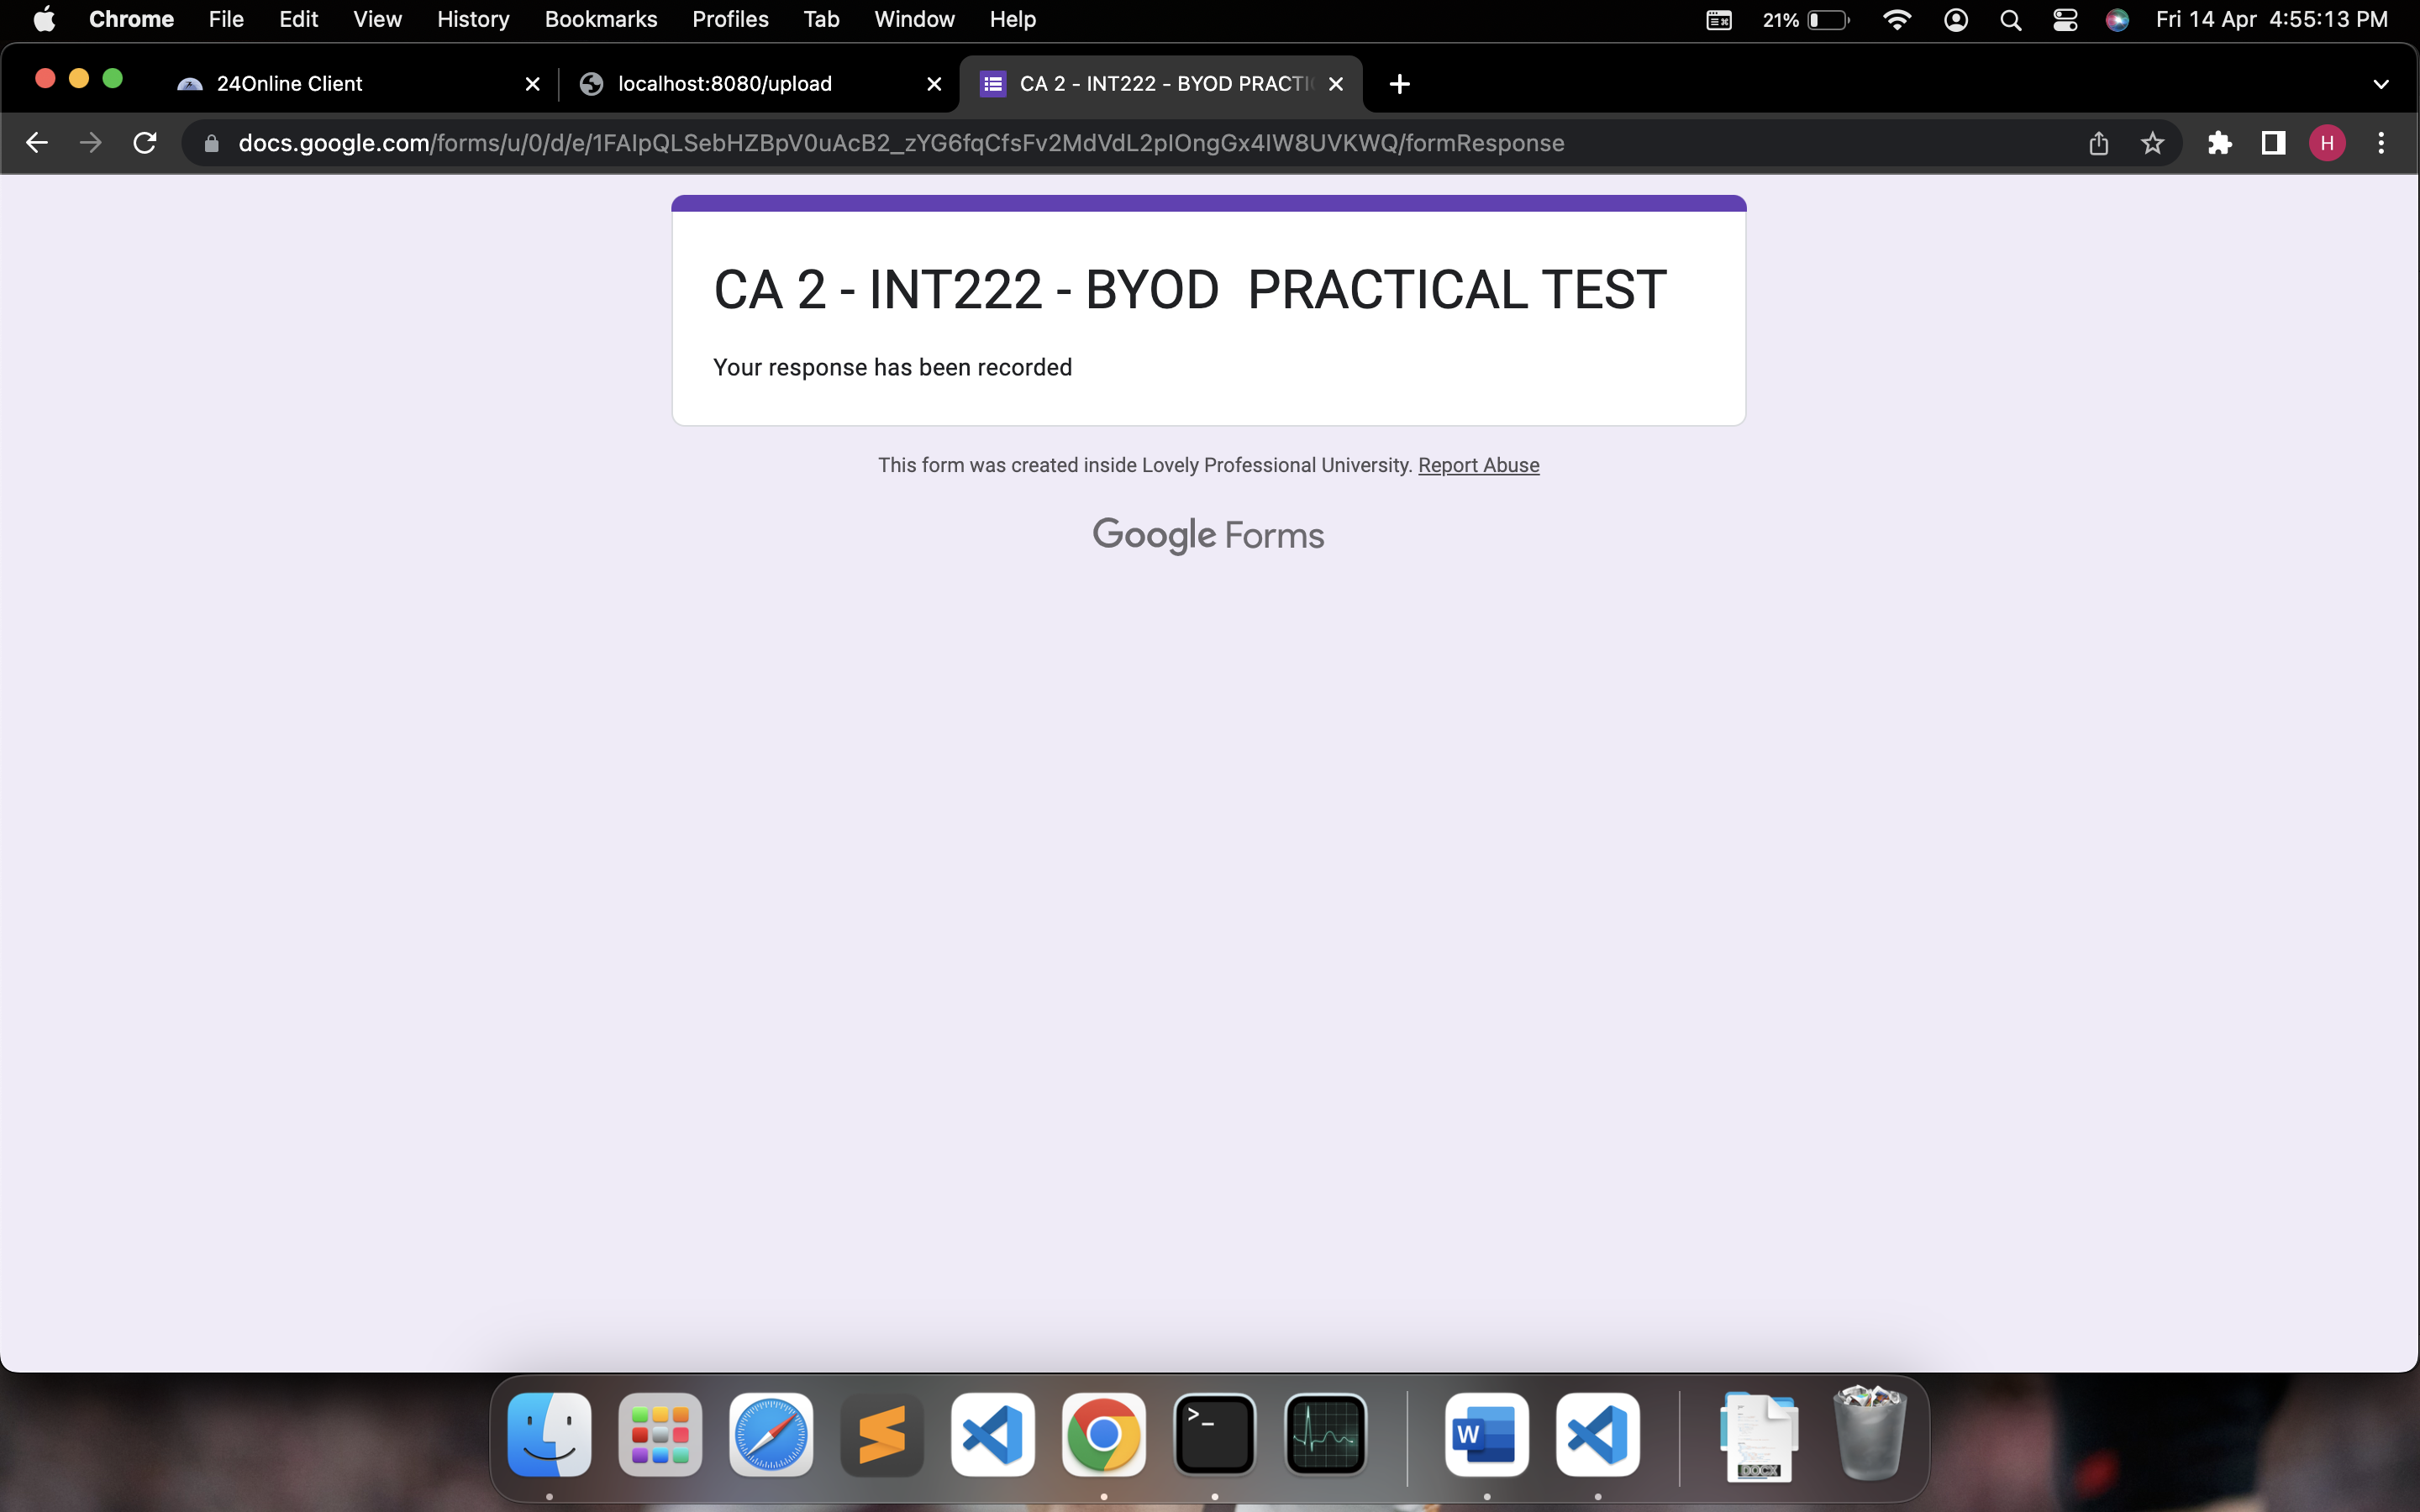 Chrome File Edit View History Bookmarks Profiles Tab Window Help 21% Fri 14 Apr 4:55:13 PM
24Online Client localhost:8080/upload CA 2 - INT222 - BYOD PRACTI
docs.google.com/forms/u/0/d/e/1FAIpQLSebHZBpV0uAcB2_zYG6fqCfsFv2MdVdL2pIOngGx4IW8UVKWQ/formResponse H
CA 2 - INT222 - BYOD  PRACTICAL TEST
Your response has been recorded
This form was created inside Lovely Professional University. Report Abuse
Google Forms
>_ W DOCX